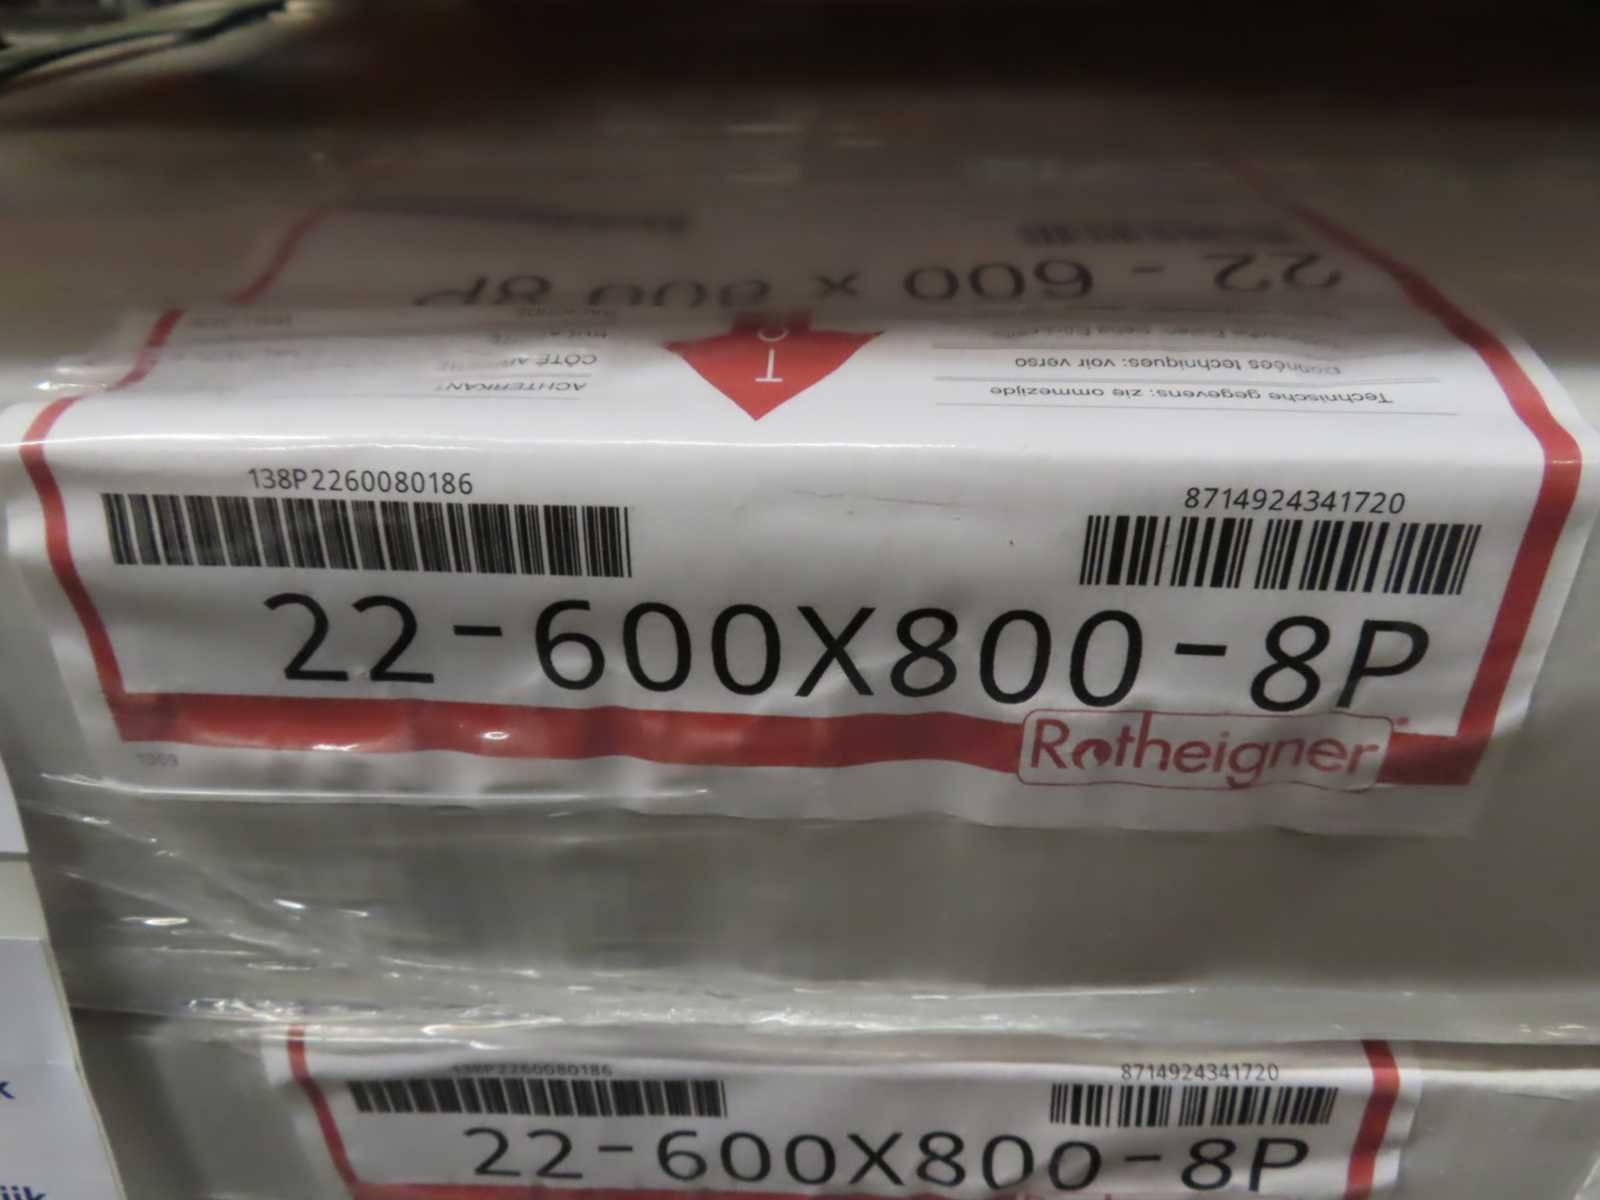 22 - 600 x 800 8P
CÔTÉ ARRIÈRE
ACHTERKANT
Données techniques: voir verso
Technische gegevens: zie ommezijde
138P2260080186
8714924341720
22-600X800-8P
Rotheigner
1069
138P2260080186
8714924341720
22-600X800-8P